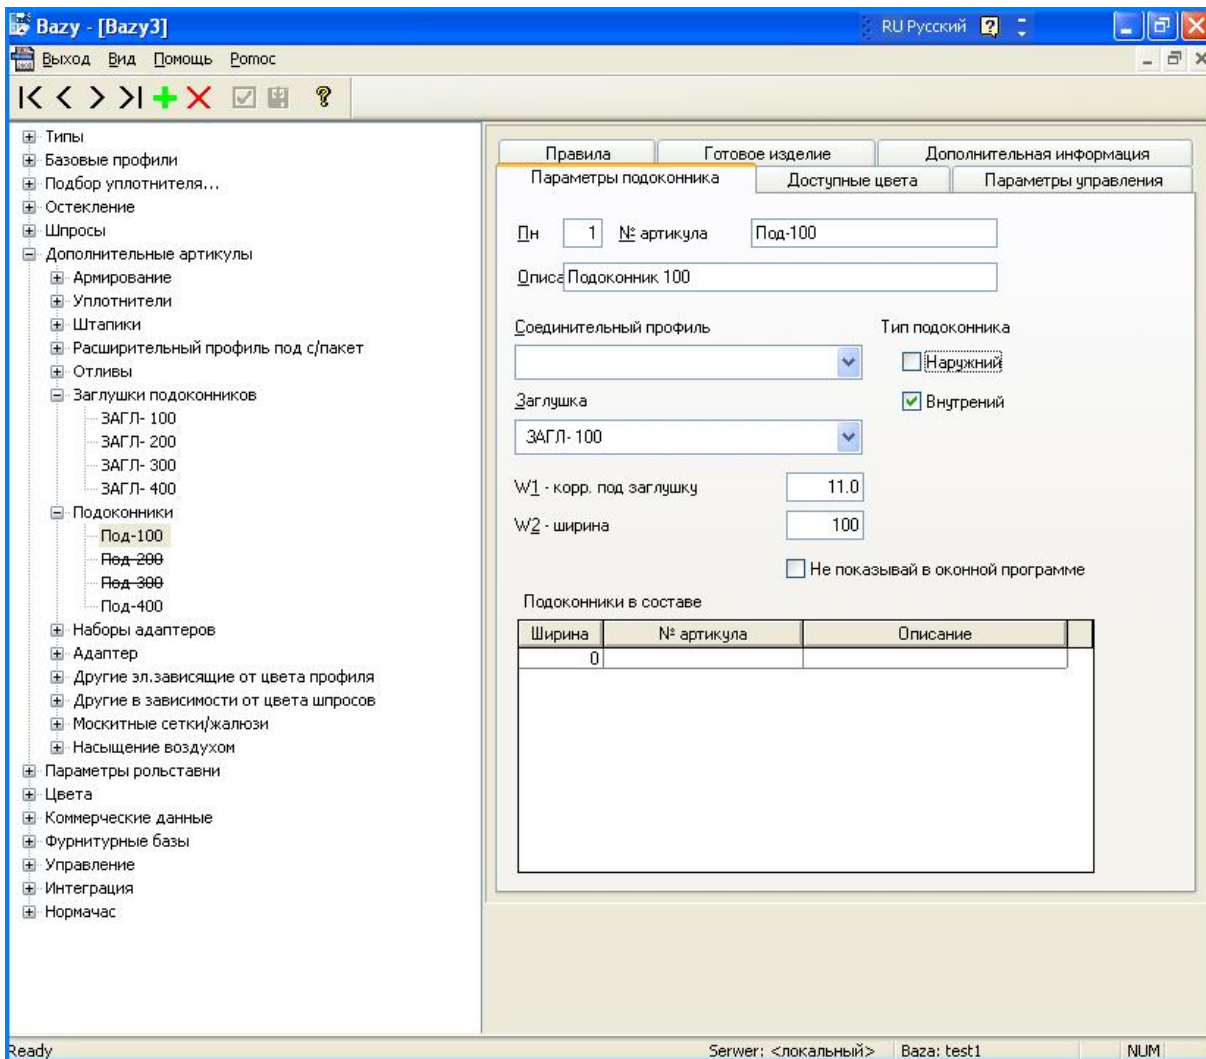 Bazy - [Bazy3]
RU Русский
Выход Вид Помощь Pomoc
Типы
Базовые профили
Подбор уплотнителя...
Остекление
Шпросы
Дополнительные артикулы
Армирование
Уплотнители
Штапики
Расширительный профиль под с/пакет
Отливы
Заглушки подоконников
ЗАГЛ- 100
ЗАГЛ- 200
ЗАГЛ- 300
ЗАГЛ- 400
Подоконники
Под-100
Под-200
Под-300
Под-400
Наборы адаптеров
Адаптер
Другие эл.зависящие от цвета профиля
Другие в зависимости от цвета шпросов
Москитные сетки/жалюзи
Насыщение воздухом
Параметры рольставни
Цвета
Коммерческие данные
Фурнитурные базы
Управление
Интеграция
Нормачас
Правила Готовое изделие Дополнительная информация
Параметры подоконника Доступные цвета Параметры управления
Пн 1 № артикула Под-100
Описа Подоконник 100
Соединительный профиль Тип подоконника
Наружний
Заглушка Внутрений
ЗАГЛ- 100
W1 - корр. под заглушку 11.0
W2 - ширина 100
Не показывай в оконной программе
Подоконники в составе
Ширина № артикула Описание
0
Ready Serwer: <локальный> Baza: test1 NUM